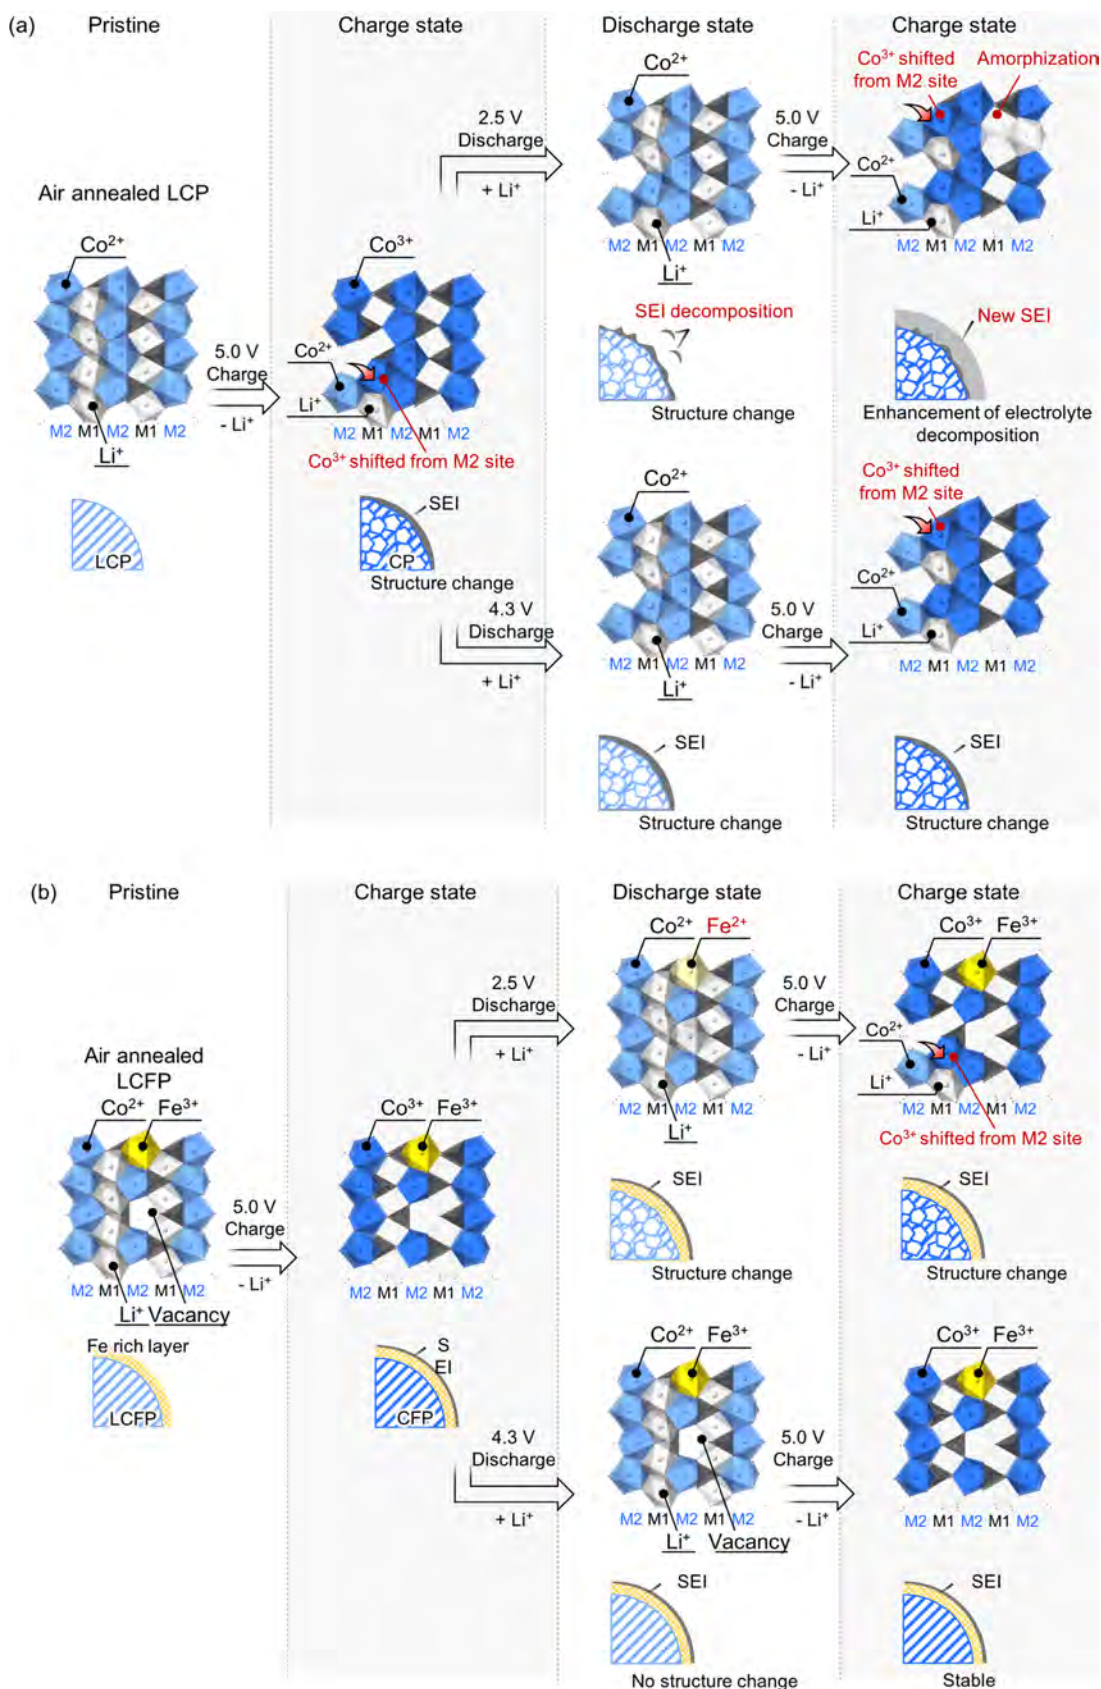 (a)
Pristine
Charge state
Discharge state
Charge state
Co²⁺
Co³⁺ shifted
from M2 site
Amorphization
2.5 V
Discharge
+ Li⁺
5.0 V
Charge
- Li⁺
Co²⁺
Li⁺
M2 M1 M2 M1 M2
Li⁺
M2 M1 M2 M1 M2
Air annealed LCP
Co²⁺
Co³⁺
5.0 V
Charge
- Li⁺
Co²⁺
Li⁺
M2 M1 M2 M1 M2
Li⁺
M2 M1 M2 M1 M2
Co³⁺ shifted from M2 site
SEI decomposition
Structure change
New SEI
Enhancement of electrolyte
decomposition
LCP
SEI
CP
Structure change
4.3 V
Discharge
+ Li⁺
Co²⁺
M2 M1 M2 M1 M2
Li⁺
5.0 V
Charge
- Li⁺
Co³⁺ shifted
from M2 site
Co²⁺
Li⁺
M2 M1 M2 M1 M2
SEI
Structure change
SEI
Structure change
(b)
Pristine
Charge state
Discharge state
Charge state
Co²⁺
Fe²⁺
Co³⁺
Fe³⁺
2.5 V
Discharge
+ Li⁺
5.0 V
Charge
- Li⁺
Co²⁺
Li⁺
M2 M1 M2 M1 M2
Li⁺
M2 M1 M2 M1 M2
Co³⁺ shifted from M2 site
Air annealed
LCFP
Co²⁺
Fe³⁺
Co³⁺
Fe³⁺
5.0 V
Charge
- Li⁺
M2 M1 M2 M1 M2
Li⁺
Vacancy
M2 M1 M2 M1 M2
SEI
Structure change
SEI
Structure change
Fe rich layer
LCFP
S
EI
CFP
4.3 V
Discharge
+ Li⁺
Co²⁺
Fe³⁺
M2 M1 M2 M1 M2
Li⁺
Vacancy
5.0 V
Charge
- Li⁺
Co³⁺
Fe³⁺
M2 M1 M2 M1 M2
SEI
No structure change
SEI
Stable